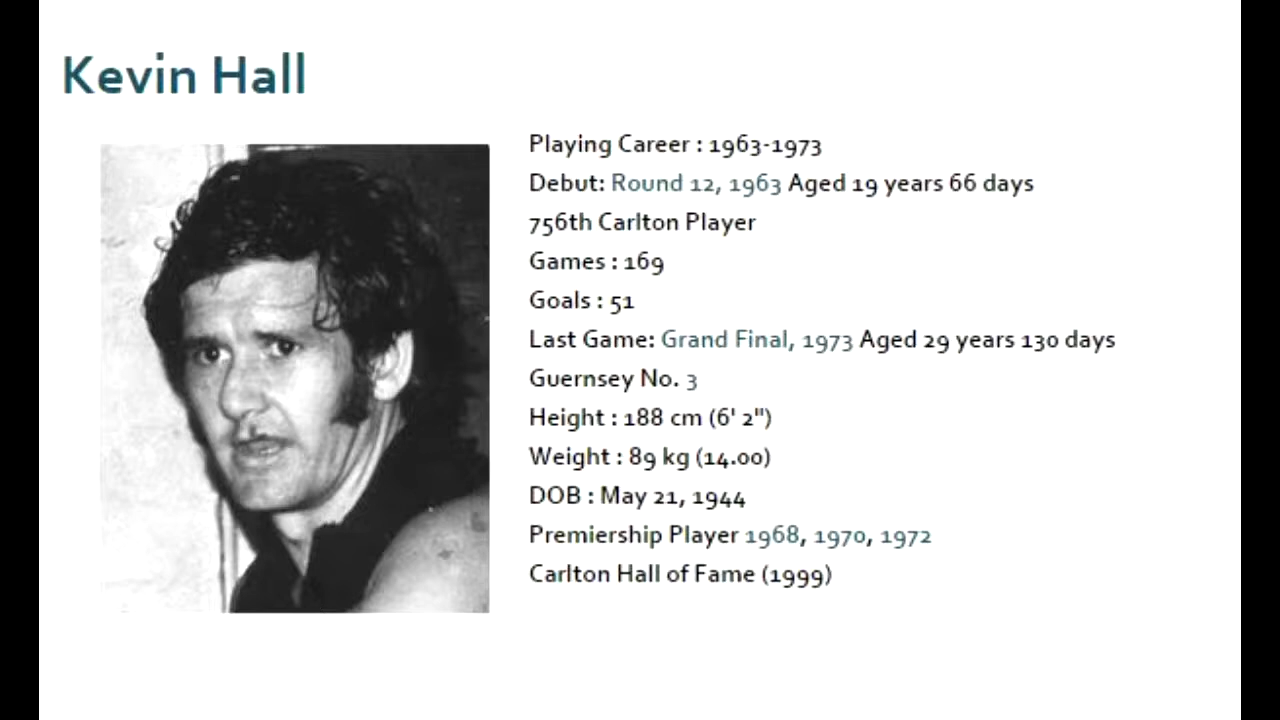 Kevin Hall
Playing Career : 1963-1973
Debut: Round 12, 1963 Aged 19 years 66 days
756th Carlton Player
Games : 169
Goals : 51
Last Game: Grand Final, 1973 Aged 29 years 130 days
Guernsey No. 3
Height : 188 cm (6' 2")
Weight : 89 kg (14.00)
DOB : May 21, 1944
Premiership Player 1968, 1970, 1972
Carlton Hall of Fame (1999)